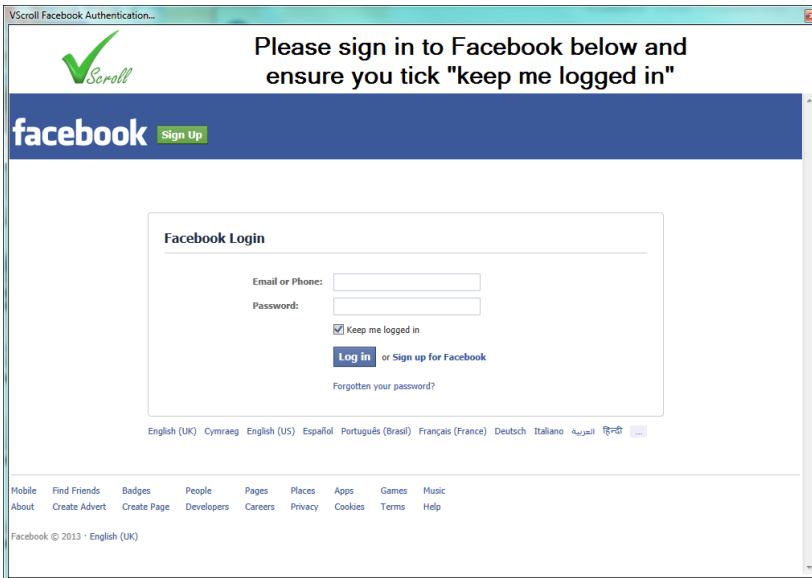 VScroll Facebook Authentication...
VScroll
Please sign in to Facebook below and
ensure you tick "keep me logged in"
facebook Sign Up
Facebook Login
Email or Phone:
Password:
Keep me logged in
Log in or Sign up for Facebook
Forgotten your password?
English (UK) Cymraeg English (US) Español Português (Brasil) Français (France) Deutsch Italiano العربية हिन्दी ...
Mobile Find Friends Badges People Pages Places Apps Games Music
About Create Advert Create Page Developers Careers Privacy Cookies Terms Help
Facebook © 2013 · English (UK)